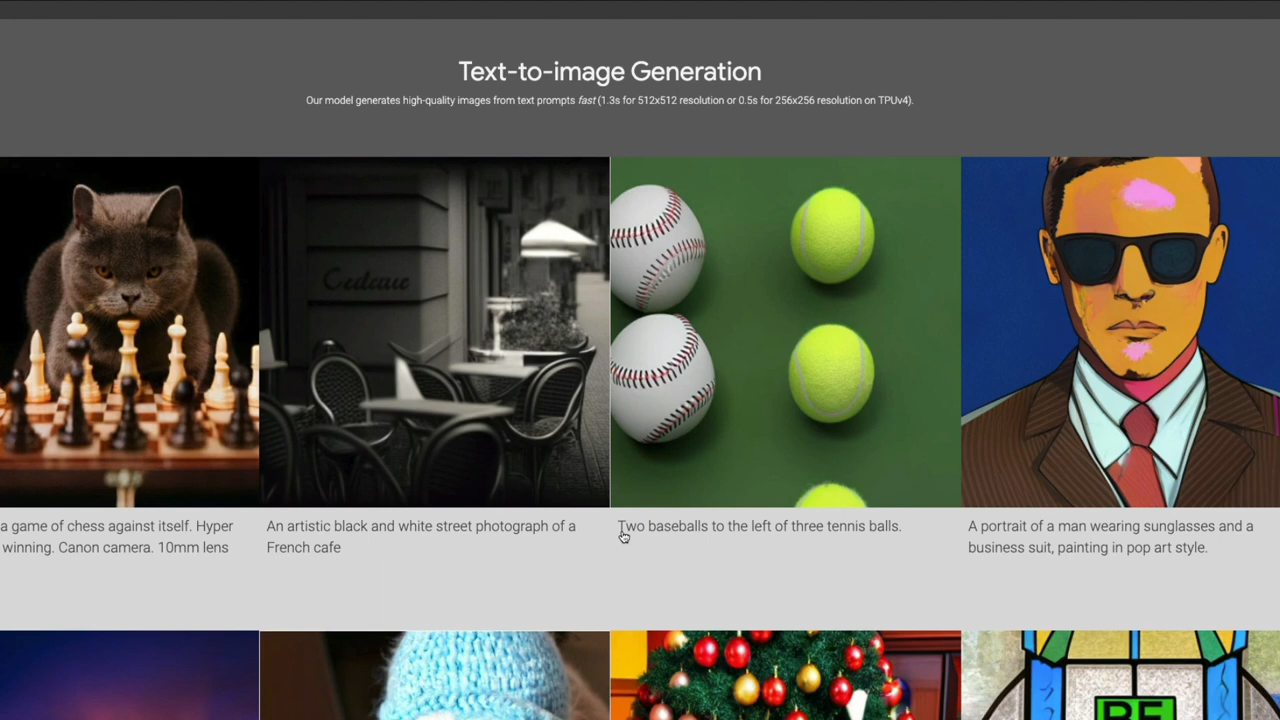 Text-to-image Generation
Our model generates high-quality images from text prompts fast (1.3s for 512x512 resolution or 0.5s for 256x256 resolution on TPUv4).
a game of chess against itself. Hyper
winning. Canon camera. 10mm lens
An artistic black and white street photograph of a
French cafe
Two baseballs to the left of three tennis balls.
A portrait of a man wearing sunglasses and a
business suit, painting in pop art style.